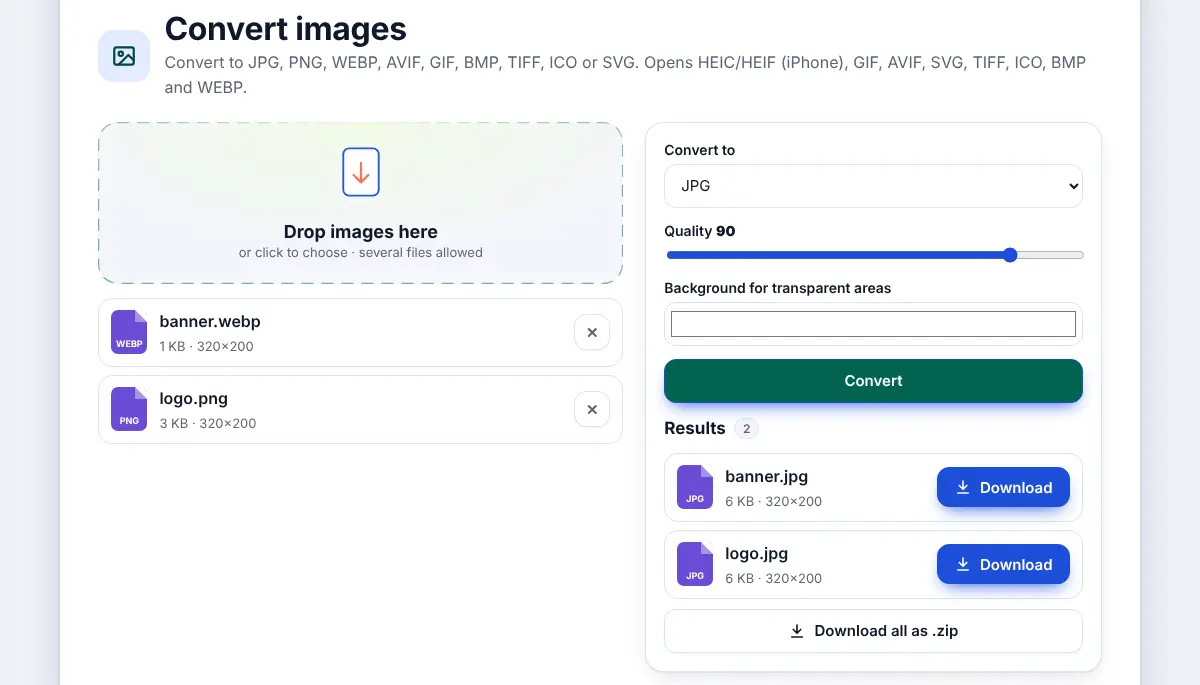 Convert images
Convert to JPG, PNG, WEBP, AVIF, GIF, BMP, TIFF, ICO or SVG. Opens HEIC/HEIF (iPhone), GIF, AVIF, SVG, TIFF, ICO, BMP
and WEBP.
Drop images here
or click to choose · several files allowed
WEBP
banner.webp
1 KB · 320×200
✕
PNG
logo.png
3 KB · 320×200
✕
Convert to
JPG
Quality 90
Background for transparent areas
Convert
Results 2
JPG
banner.jpg
6 KB · 320×200
Download
JPG
logo.jpg
6 KB · 320×200
Download
Download all as .zip